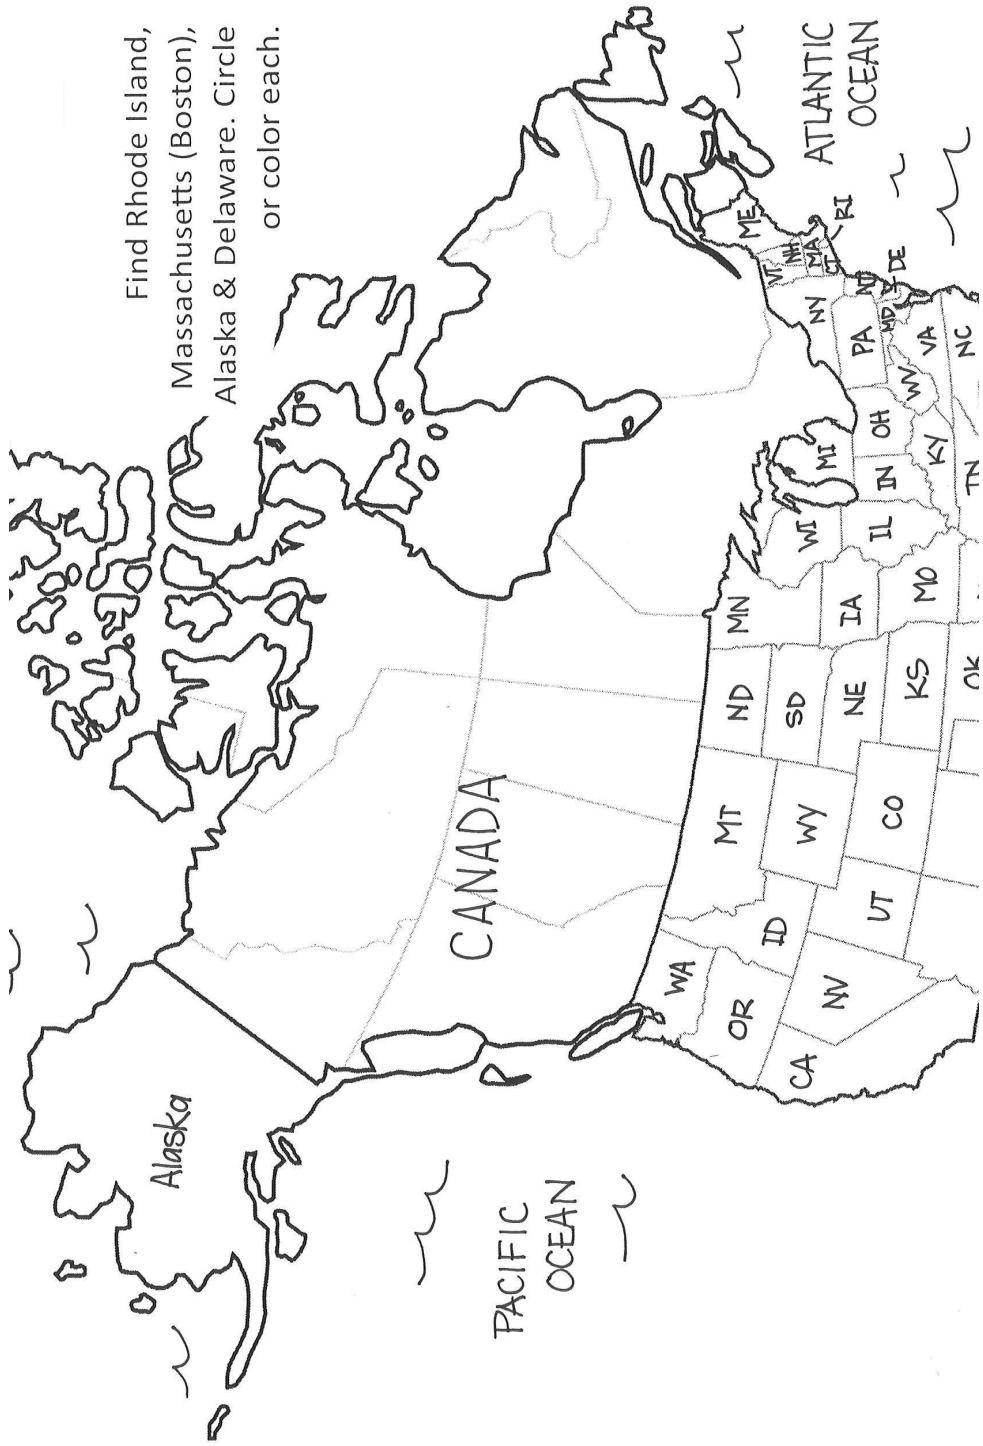 Find Rhode Island,
Massachusetts (Boston),
Alaska & Delaware. Circle
or color each.
Alaska
CANADA
PACIFIC
OCEAN
ATLANTIC
OCEAN
WA
MT
ND
MN
WI
MI
NY
VT
NH
ME
MA
CT
RI
OR
ID
WY
SD
IA
IL
IN
OH
PA
NJ
DE
MD
CA
NV
UT
CO
NE
KS
MO
KY
WV
VA
OK
TN
NC